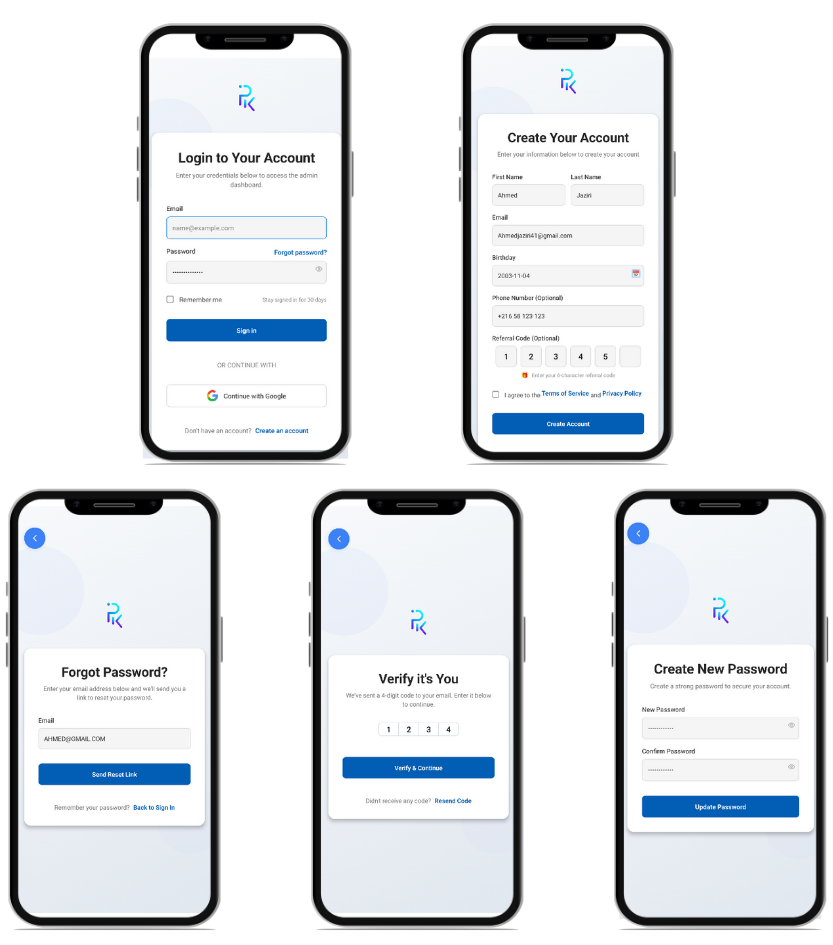 Login to Your Account
Enter your credentials below to access the admin
dashboard.
Email
name@example.com
Password Forgot password?
Remember me Stay signed in for 30 days
Sign in
OR CONTINUE WITH
Continue with Google
Don't have an account? Create an account
Create Your Account
Enter your information below to create your account
First Name Last Name
Ahmed Jaziri
Email
Ahmedjaziri41@gmail.com
Birthday
2003-11-04
Phone Number (Optional)
+216 58 123 123
Referral Code (Optional)
1 2 3 4 5
Enter your 6-character referral code
I agree to the Terms of Service and Privacy Policy
Create Account
Forgot Password?
Enter your email address below and we'll send you a
link to reset your password.
Email
AHMED@GMAIL.COM
Send Reset Link
Remember your password? Back to Sign In
Verify it's You
We've sent a 4-digit code to your email. Enter it below
to continue.
1 2 3 4
Verify & Continue
Didn't receive any code? Resend Code
Create New Password
Create a strong password to secure your account.
New Password
Confirm Password
Update Password